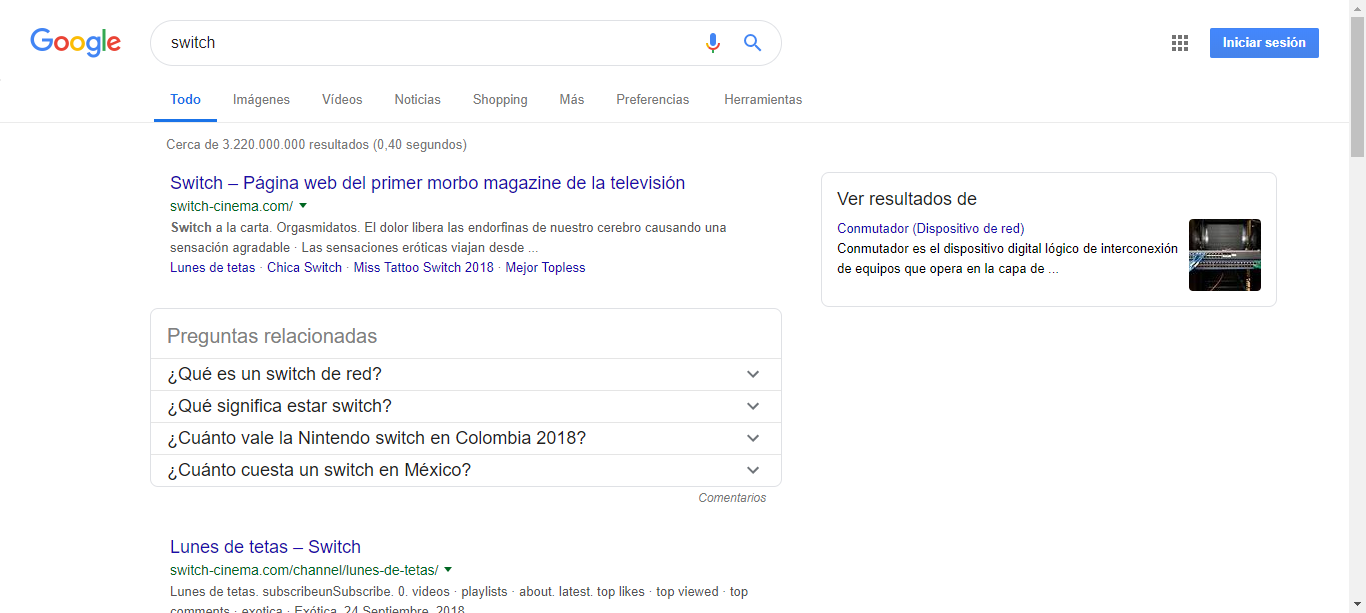 Google
switch
Iniciar sesión
Todo Imágenes Vídeos Noticias Shopping Más Preferencias Herramientas
Cerca de 3.220.000.000 resultados (0,40 segundos)
Switch – Página web del primer morbo magazine de la televisión
switch-cinema.com/
Switch a la carta. Orgasmidatos. El dolor libera las endorfinas de nuestro cerebro causando una
sensación agradable · Las sensaciones eróticas viajan desde ...
Lunes de tetas · Chica Switch · Miss Tattoo Switch 2018 · Mejor Topless
Preguntas relacionadas
¿Qué es un switch de red?
¿Qué significa estar switch?
¿Cuánto vale la Nintendo switch en Colombia 2018?
¿Cuánto cuesta un switch en México?
Comentarios
Lunes de tetas – Switch
switch-cinema.com/channel/lunes-de-tetas/
Lunes de tetas. subscribeunSubscribe. 0. videos · playlists · about. latest. top likes · top viewed · top
comments · exotica · Exótica. 24 Septiembre, 2018
Ver resultados de
Conmutador (Dispositivo de red)
Conmutador es el dispositivo digital lógico de interconexión
de equipos que opera en la capa de ...